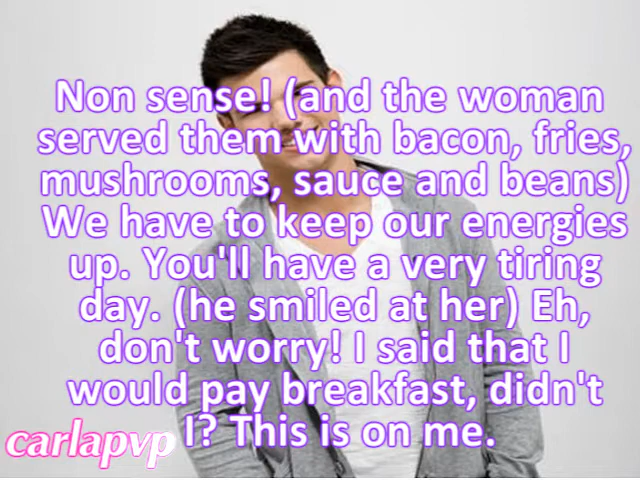 Non sense! (and the woman
served them with bacon, fries,
mushrooms, sauce and beans)
We have to keep our energies
up. You'll have a very tiring
day. (he smiled at her) Eh,
don't worry! I said that I
would pay breakfast, didn't
I? This is on me.
carlapvp